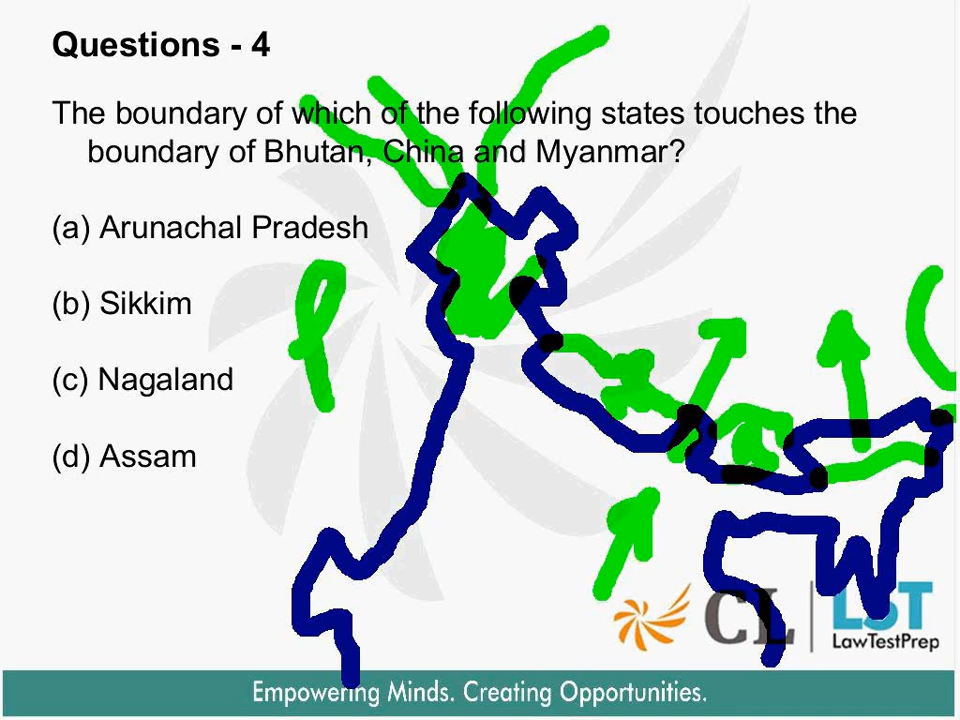 Questions - 4
The boundary of which of the following states touches the
boundary of Bhutan, China and Myanmar?
(a) Arunachal Pradesh
(b) Sikkim
(c) Nagaland
(d) Assam
CL
LST
LawTestPrep
Empowering Minds. Creating Opportunities.